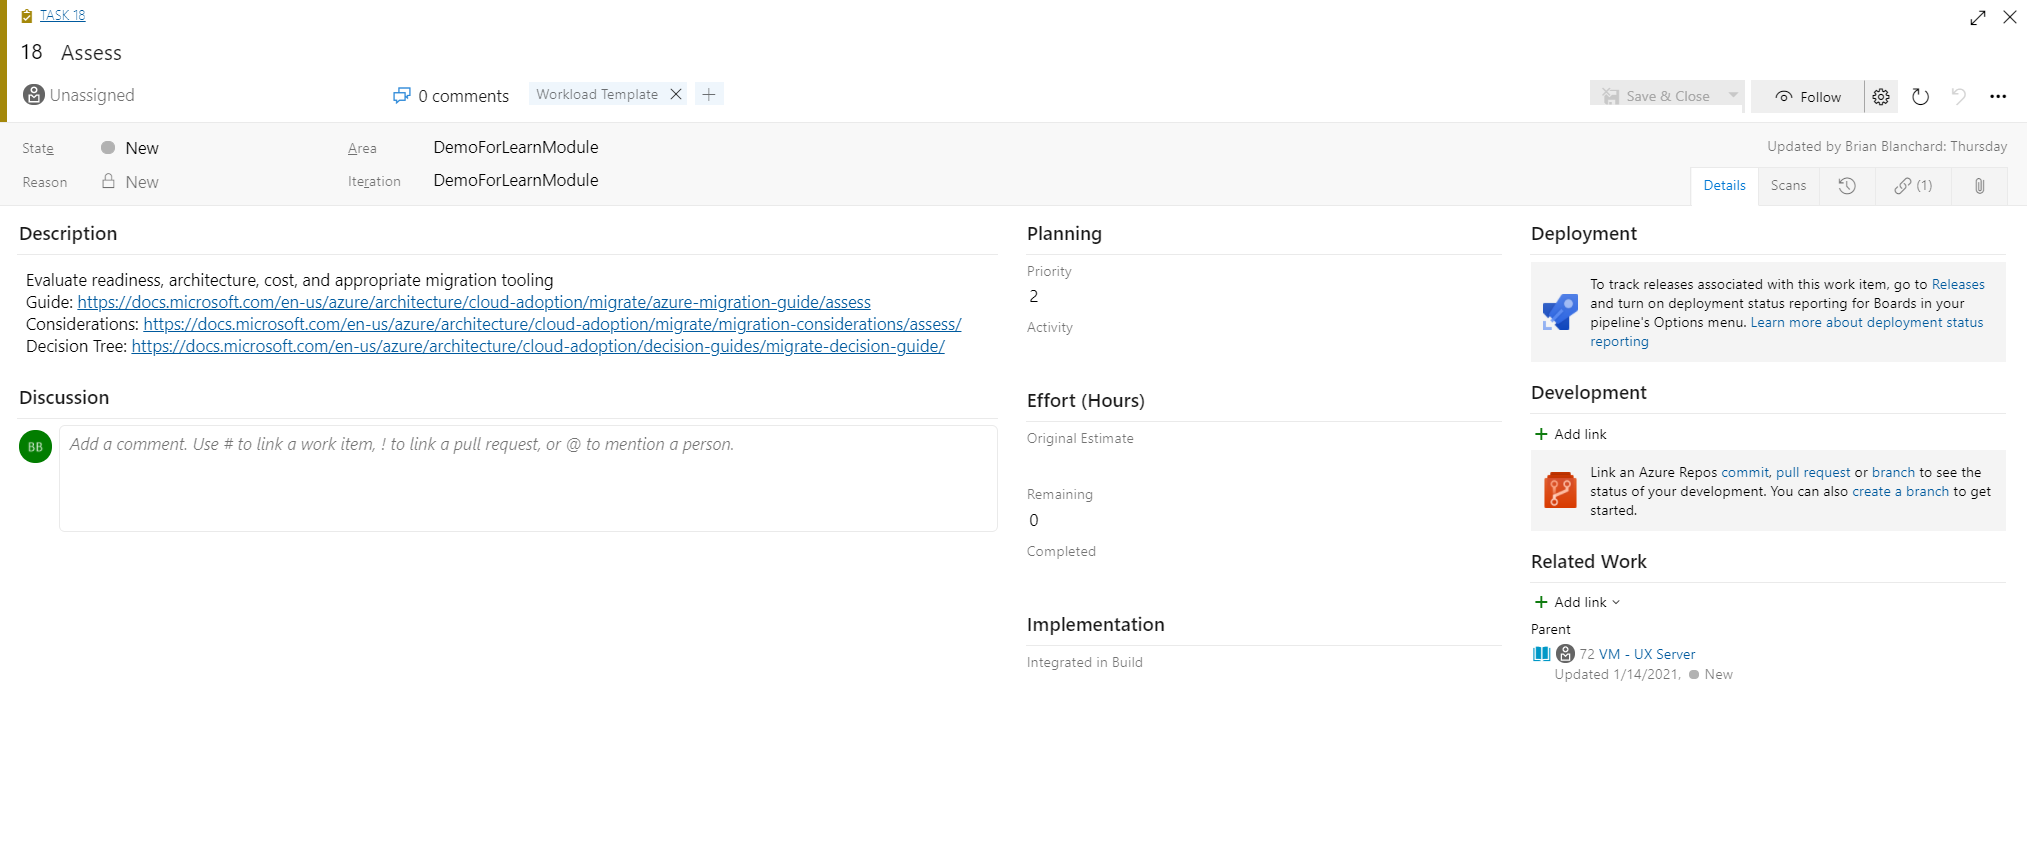 TASK 18
18 Assess
Unassigned
0 comments
Workload Template
Save & Close
Follow
State
New
Area
DemoForLearnModule
Updated by Brian Blanchard: Thursday
Reason
New
Iteration
DemoForLearnModule
Details
Scans
(1)
Description
Evaluate readiness, architecture, cost, and appropriate migration tooling
Guide: https://docs.microsoft.com/en-us/azure/architecture/cloud-adoption/migrate/azure-migration-guide/assess
Considerations: https://docs.microsoft.com/en-us/azure/architecture/cloud-adoption/migrate/migration-considerations/assess/
Decision Tree: https://docs.microsoft.com/en-us/azure/architecture/cloud-adoption/decision-guides/migrate-decision-guide/
Discussion
BB
Add a comment. Use # to link a work item, ! to link a pull request, or @ to mention a person.
Planning
Priority
2
Activity
Effort (Hours)
Original Estimate
Remaining
0
Completed
Implementation
Integrated in Build
Deployment
To track releases associated with this work item, go to Releases
and turn on deployment status reporting for Boards in your
pipeline's Options menu. Learn more about deployment status
reporting
Development
+ Add link
Link an Azure Repos commit, pull request or branch to see the
status of your development. You can also create a branch to get
started.
Related Work
+ Add link
Parent
72 VM - UX Server
Updated 1/14/2021, New